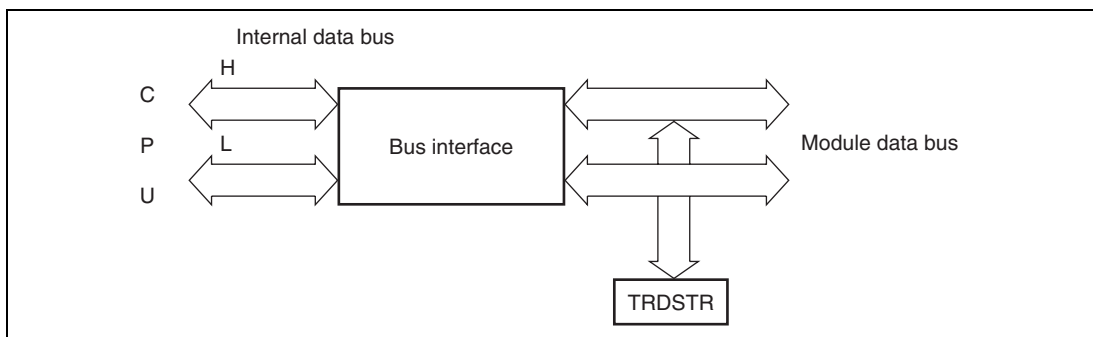 Internal data bus
H
C
P
L
U
Bus interface
Module data bus
TRDSTR